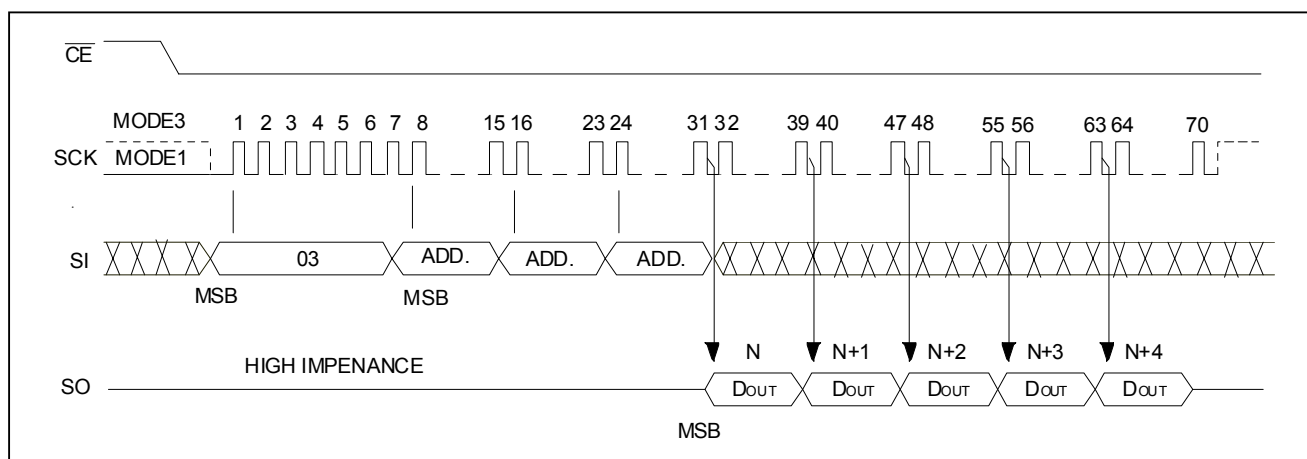 CE
MODE3
1 2 3 4 5 6 7 8 15 16 23 24 31 32 39 40 47 48 55 56 63 64 70
SCK MODE1
SI 03 ADD. ADD. ADD.
MSB MSB
HIGH IMPENANCE N N+1 N+2 N+3 N+4
SO DOUT DOUT DOUT DOUT DOUT
MSB